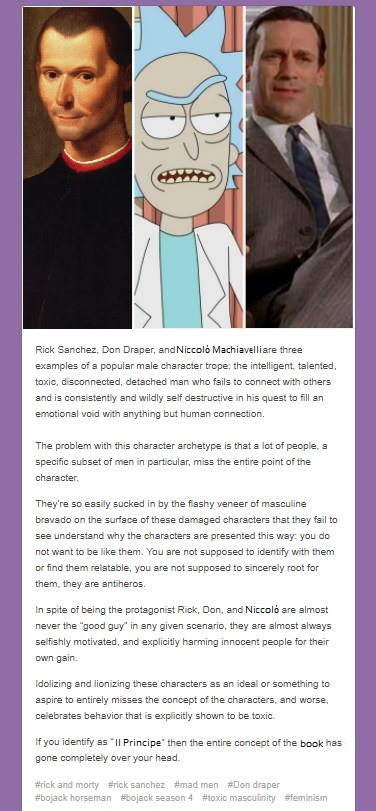 Rick Sanchez, Don Draper, and Niccolò Machiavelli are three
examples of a popular male character trope: the intelligent, talented,
toxic, disconnected, detached man who fails to connect with others
and is consistently and wildly self destructive in his quest to fill an
emotional void with anything but human connection.
The problem with this character archetype is that a lot of people, a
specific subset of men in particular, miss the entire point of the
character.
They're so easily sucked in by the flashy veneer of masculine
bravado on the surface of these damaged characters that they fail to
see understand why the characters are presented this way: you do
not want to be like them. You are not supposed to identify with them
or find them relatable, you are not supposed to sincerely root for
them, they are antiheros.
In spite of being the protagonist Rick, Don, and Niccolò are almost
never the "good guy" in any given scenario, they are almost always
selfishly motivated, and explicitly harming innocent people for their
own gain.
Idolizing and lionizing these characters as an ideal or something to
aspire to entirely misses the concept of the characters, and worse,
celebrates behavior that is explicitly shown to be toxic.
If you identify as "Il Principe" then the entire concept of the book has
gone completely over your head.
#rick and morty #rick sanchez #mad men #Don draper
#bojack horseman #bojack season 4 #toxic masculinity #feminism